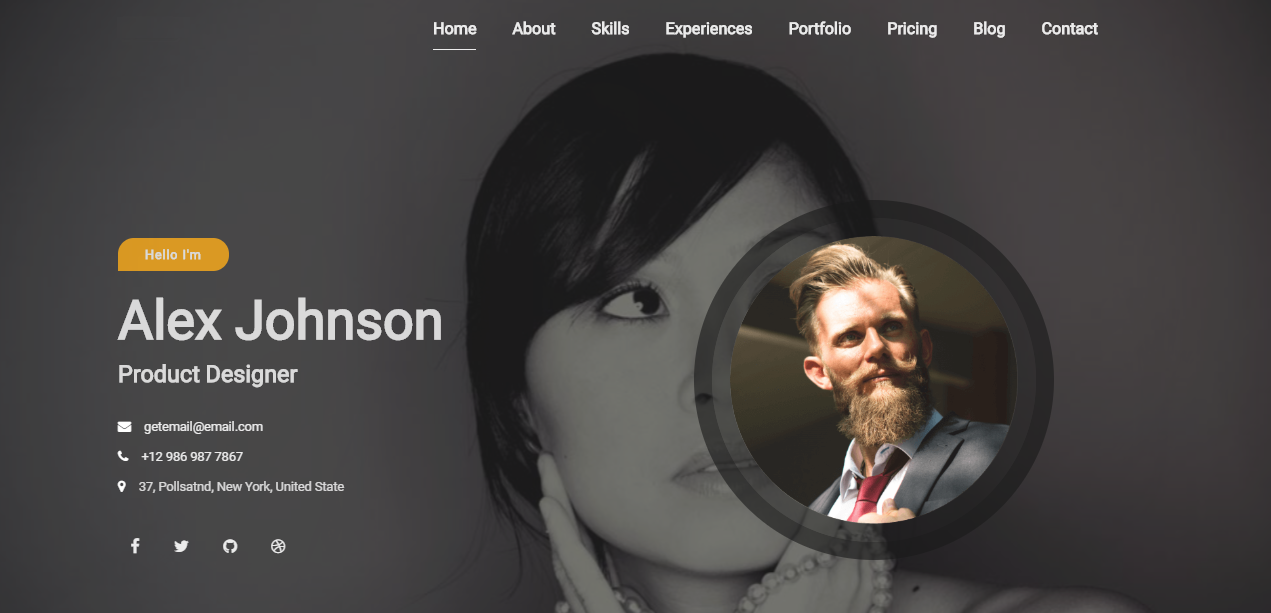 Home About Skills Experiences Portfolio Pricing Blog Contact
Hello I'm
Alex Johnson
Product Designer
getemail@email.com
+12 986 987 7867
37, Pollsatnd, New York, United State